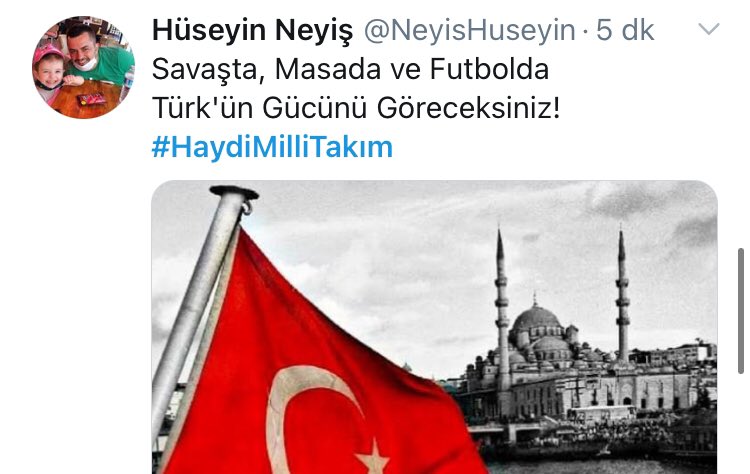 Hüseyin Neyiş @NeyisHuseyin · 5 dk
Savaşta, Masada ve Futbolda
Türk'ün Gücünü Göreceksiniz!
#HaydiMilliTakım